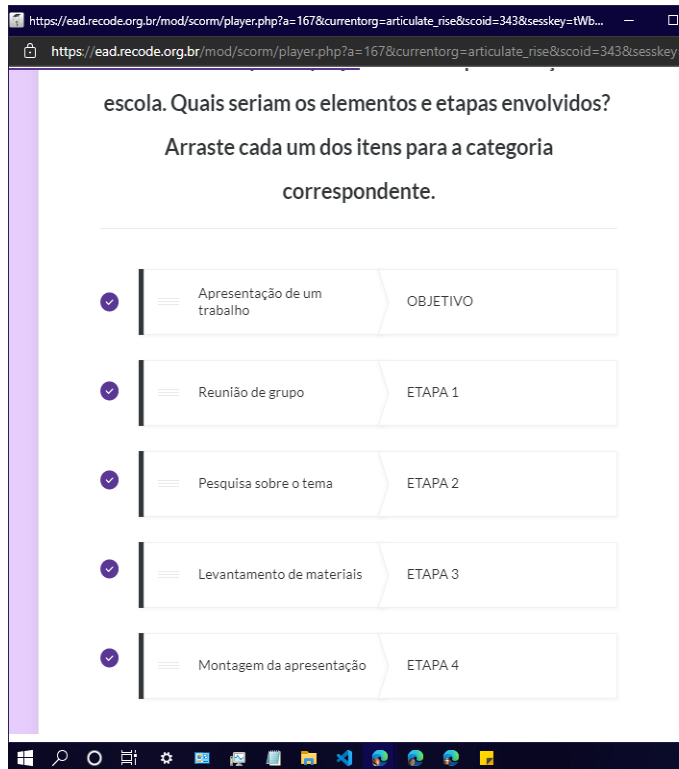 https://ead.recode.org.br/mod/scorm/player.php?a=167&currentorg=articulate_rise&scoid=343&sesskey=tWb...
https://ead.recode.org.br/mod/scorm/player.php?a=167&currentorg=articulate_rise&scoid=343&sesskey
escola. Quais seriam os elementos e etapas envolvidos?
Arraste cada um dos itens para a categoria
correspondente.
Apresentação de um
trabalho
OBJETIVO
Reunião de grupo
ETAPA 1
Pesquisa sobre o tema
ETAPA 2
Levantamento de materiais
ETAPA 3
Montagem da apresentação
ETAPA 4